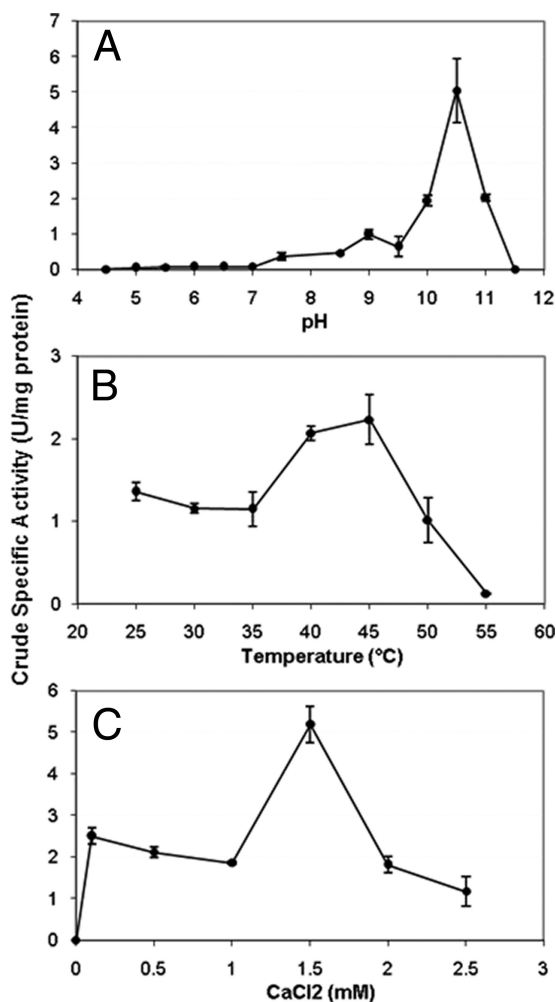 A
7
6
5
4
3
2
1
0
4 5 6 7 8 9 10 11 12
pH
Crude Specific Activity (U/mg protein)
B
3
2
1
0
20 25 30 35 40 45 50 55 60
Temperature (°C)
C
6
5
4
3
2
1
0
0 0.5 1 1.5 2 2.5 3
CaCl2 (mM)